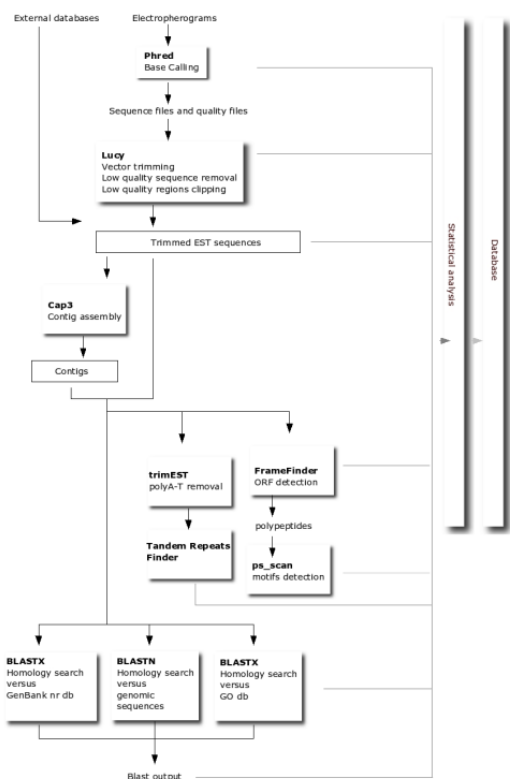 External databases
Electropherograms
Phred
Base Calling
Sequence files and quality files
Lucy
Vector trimming
Low quality sequence removal
Low quality regions clipping
Trimmed EST sequences
Cap3
Contig assembly
Contigs
trimEST
polyA-T removal
FrameFinder
ORF detection
polypeptides
Tandem Repeats
Finder
ps_scan
motifs detection
BLASTX
Homology search
versus
GenBank nr db
BLASTN
Homology search
versus
genomic
sequences
BLASTX
Homology search
versus
GO db
Blast output
Statistical analysis
Database